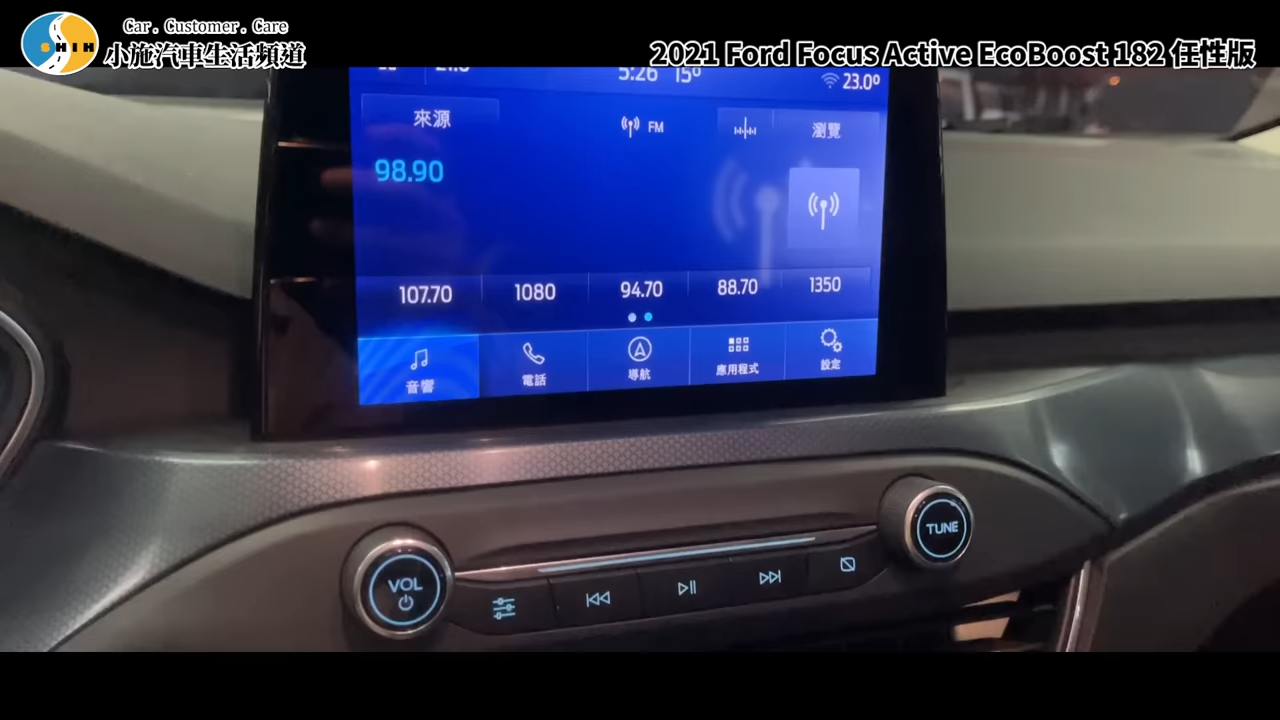 Car. Customer. Care
SHIH
小施汽車生活頻道
2021 Ford Focus Active EcoBoost 182 任性版
5:26 15°
23.0°
來源
FM
瀏覽
98.90
107.70 1080 94.70 88.70 1350
音響 電話 導航 應用程式 設定
VOL
TUNE